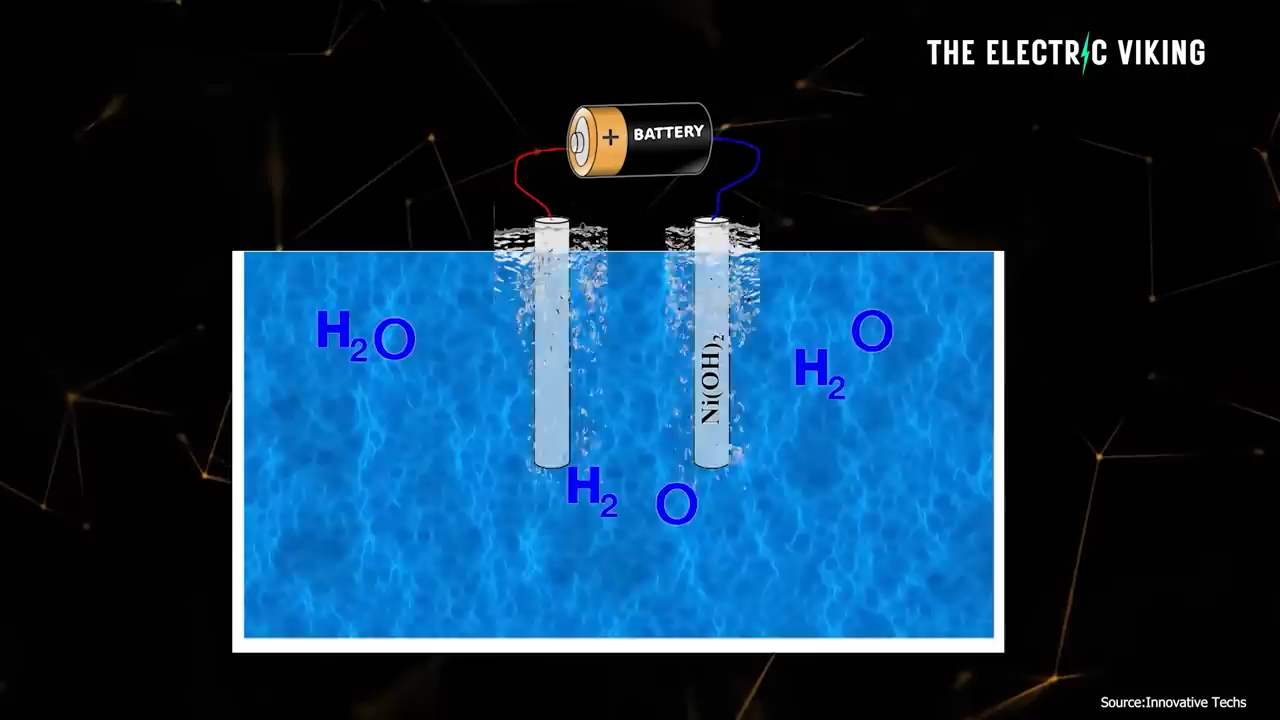 THE ELECTRIC VIKING
+ BATTERY
H₂O
O
H₂
Ni(OH)₂
H₂
O
Source:Innovative Techs